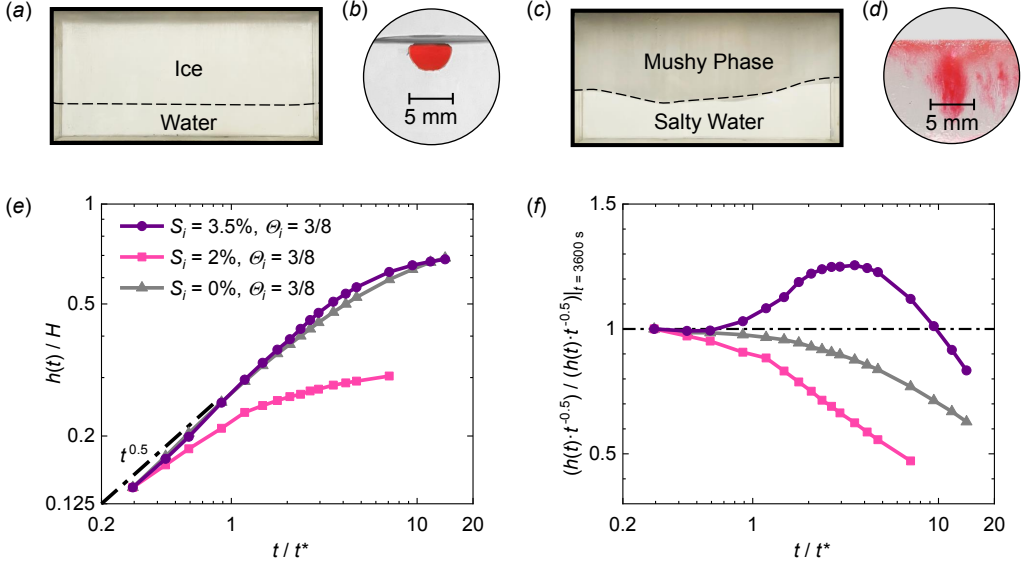 (a)
Ice
Water
(b)
5 mm
(c)
Mushy Phase
Salty Water
(d)
5 mm
(e)
h(t) / H
1
0.5
0.2
0.125
S_i = 3.5%, Θ_i = 3/8
S_i = 2%, Θ_i = 3/8
S_i = 0%, Θ_i = 3/8
t^0.5
0.2 1 10 20
t / t*
(f)
(h(t)·t^-0.5) / (h(t)·t^-0.5)|_t = 3600 s
1.5
1
0.5
0.2 1 10 20
t / t*